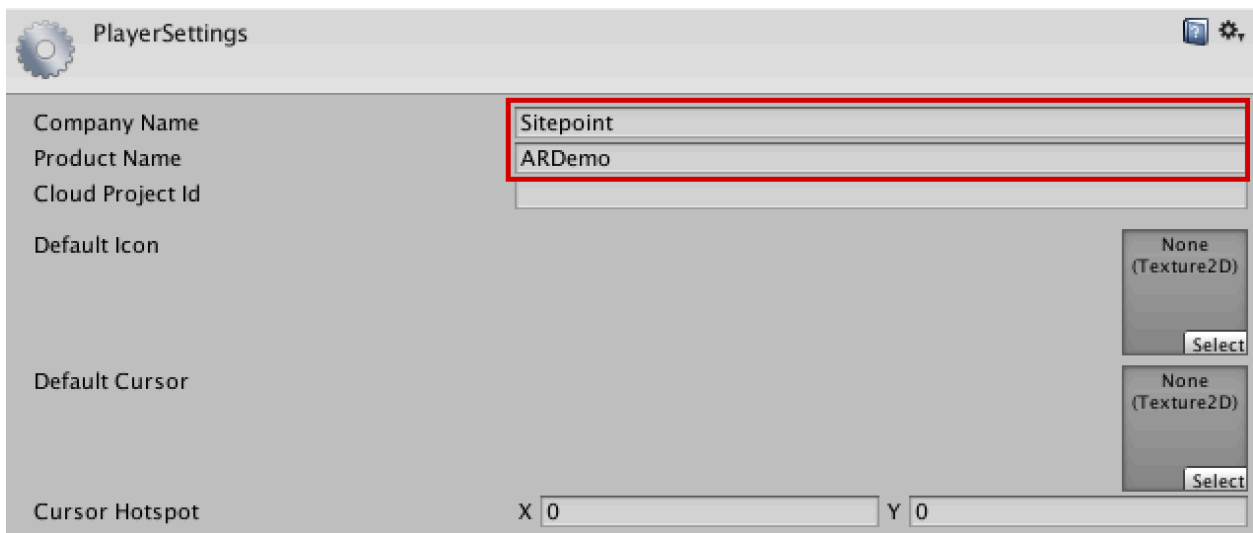 PlayerSettings
Company Name Sitepoint
Product Name ARDemo
Cloud Project Id
Default Icon None
(Texture2D)
Select
Default Cursor None
(Texture2D)
Select
Cursor Hotspot X 0 Y 0